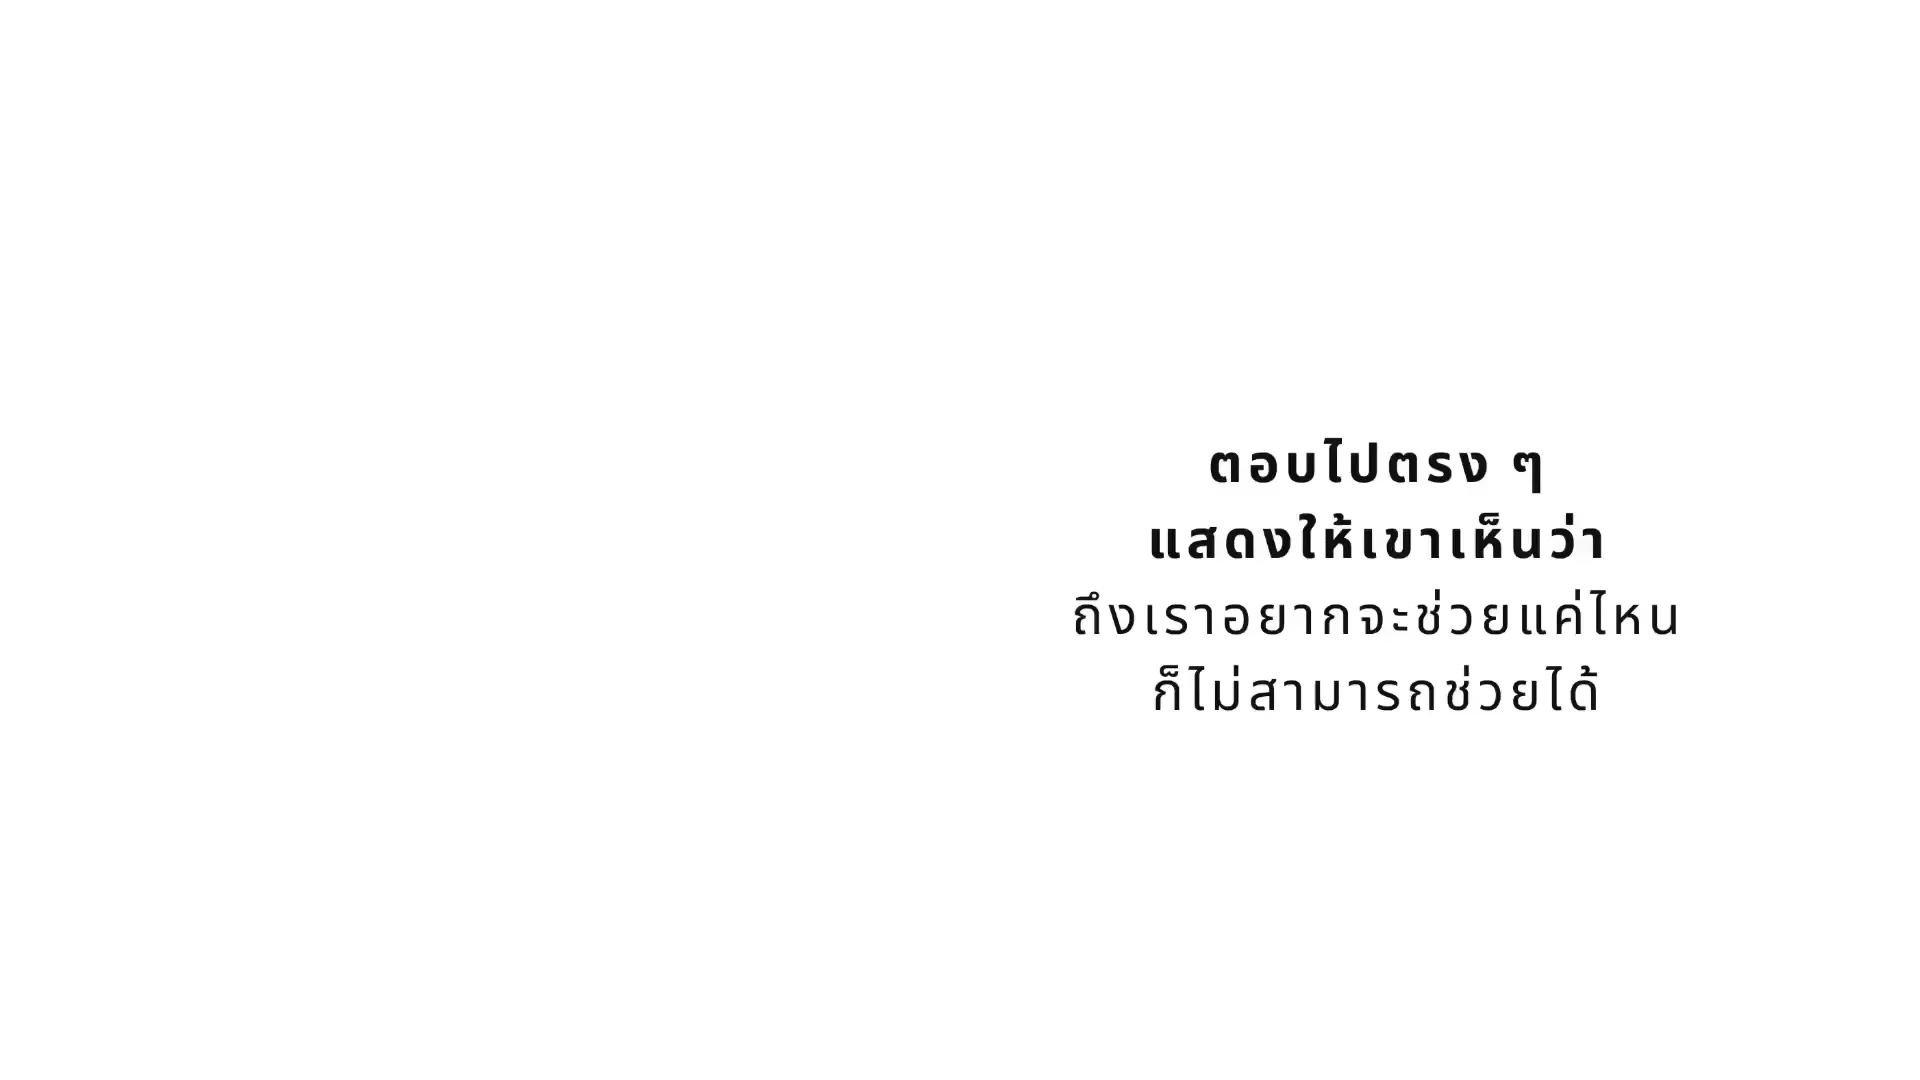 ตอบไปตรง ๆ
แสดงให้เขาเห็นว่า
ถึงเราอยากจะช่วยแค่ไหน
ก็ไม่สามารถช่วยได้